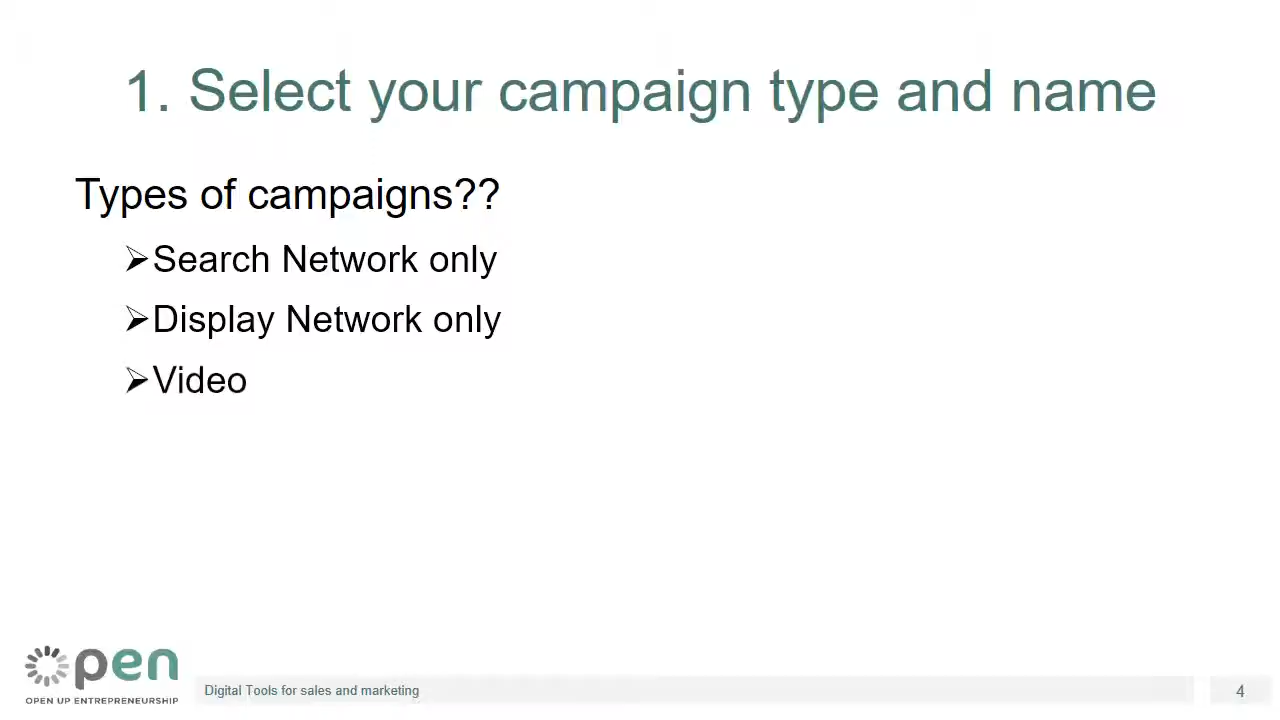 1. Select your campaign type and name
Types of campaigns??
➢Search Network only
➢Display Network only
➢Video
open
OPEN UP ENTREPRENEURSHIP
Digital Tools for sales and marketing
4